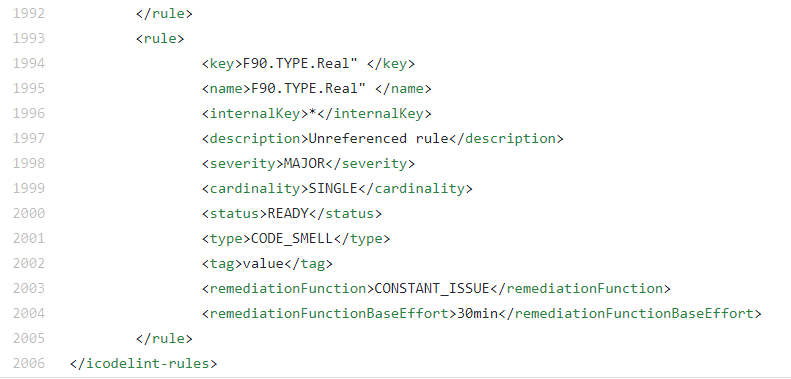 1992 </rule>
1993 <rule>
1994 <key>F90.TYPE.Real" </key>
1995 <name>F90.TYPE.Real" </name>
1996 <internalKey>*</internalKey>
1997 <description>Unreferenced rule</description>
1998 <severity>MAJOR</severity>
1999 <cardinality>SINGLE</cardinality>
2000 <status>READY</status>
2001 <type>CODE_SMELL</type>
2002 <tag>value</tag>
2003 <remediationFunction>CONSTANT_ISSUE</remediationFunction>
2004 <remediationFunctionBaseEffort>30min</remediationFunctionBaseEffort>
2005 </rule>
2006 </icodelint-rules>